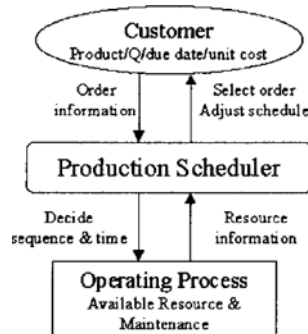 Customer
Product/Q/due date/unit cost
Order
information
Select order
Adjust schedule
Production Scheduler
Decide
sequence & time
Resource
information
Operating Process
Available Resource &
Maintenance